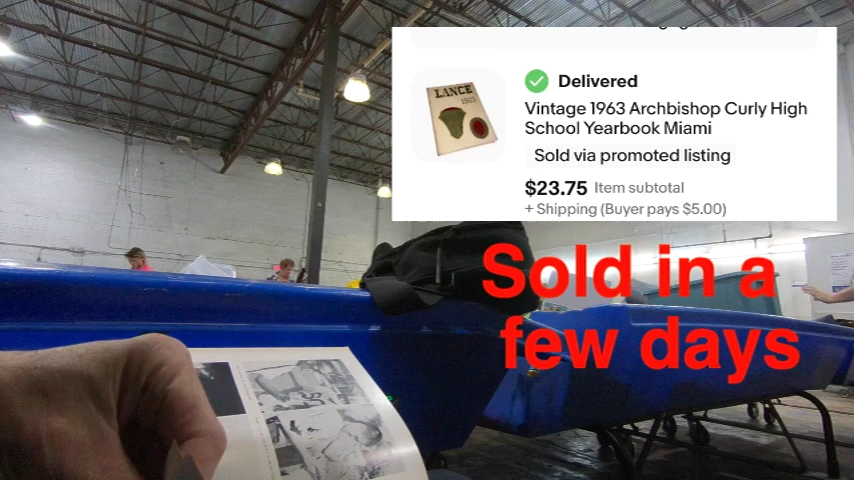 Delivered
LANCE
1963
Vintage 1963 Archbishop Curly High
School Yearbook Miami
Sold via promoted listing
$23.75 Item subtotal
+ Shipping (Buyer pays $5.00)
Sold in a
few days